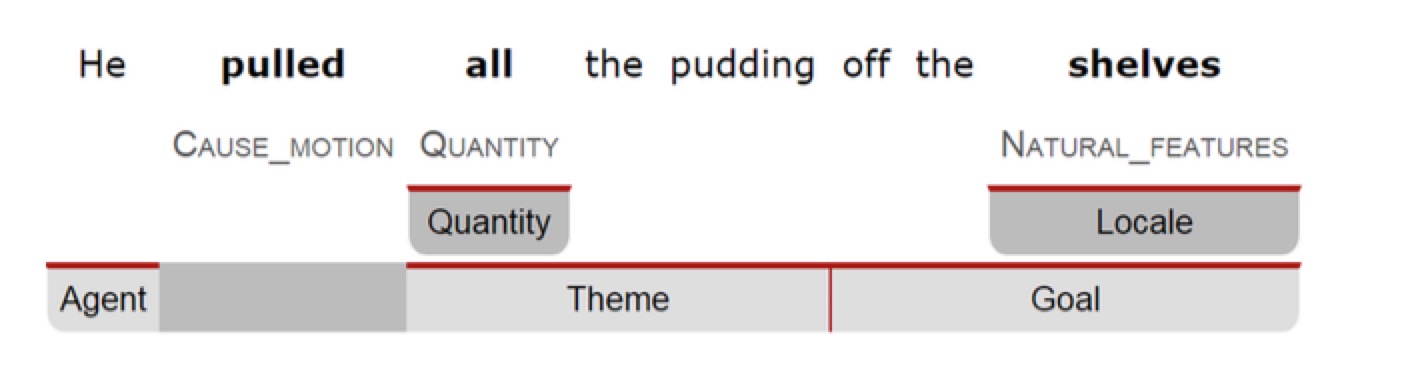 He pulled all the pudding off the shelves
CAUSE_MOTION QUANTITY NATURAL_FEATURES
Quantity Locale
Agent Theme Goal